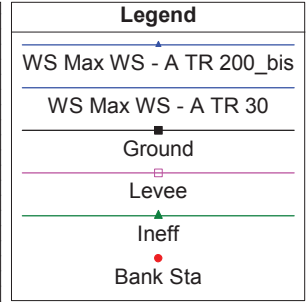 Legend
WS Max WS - A TR 200_bis
WS Max WS - A TR 30
Ground
Levee
Ineff
Bank Sta